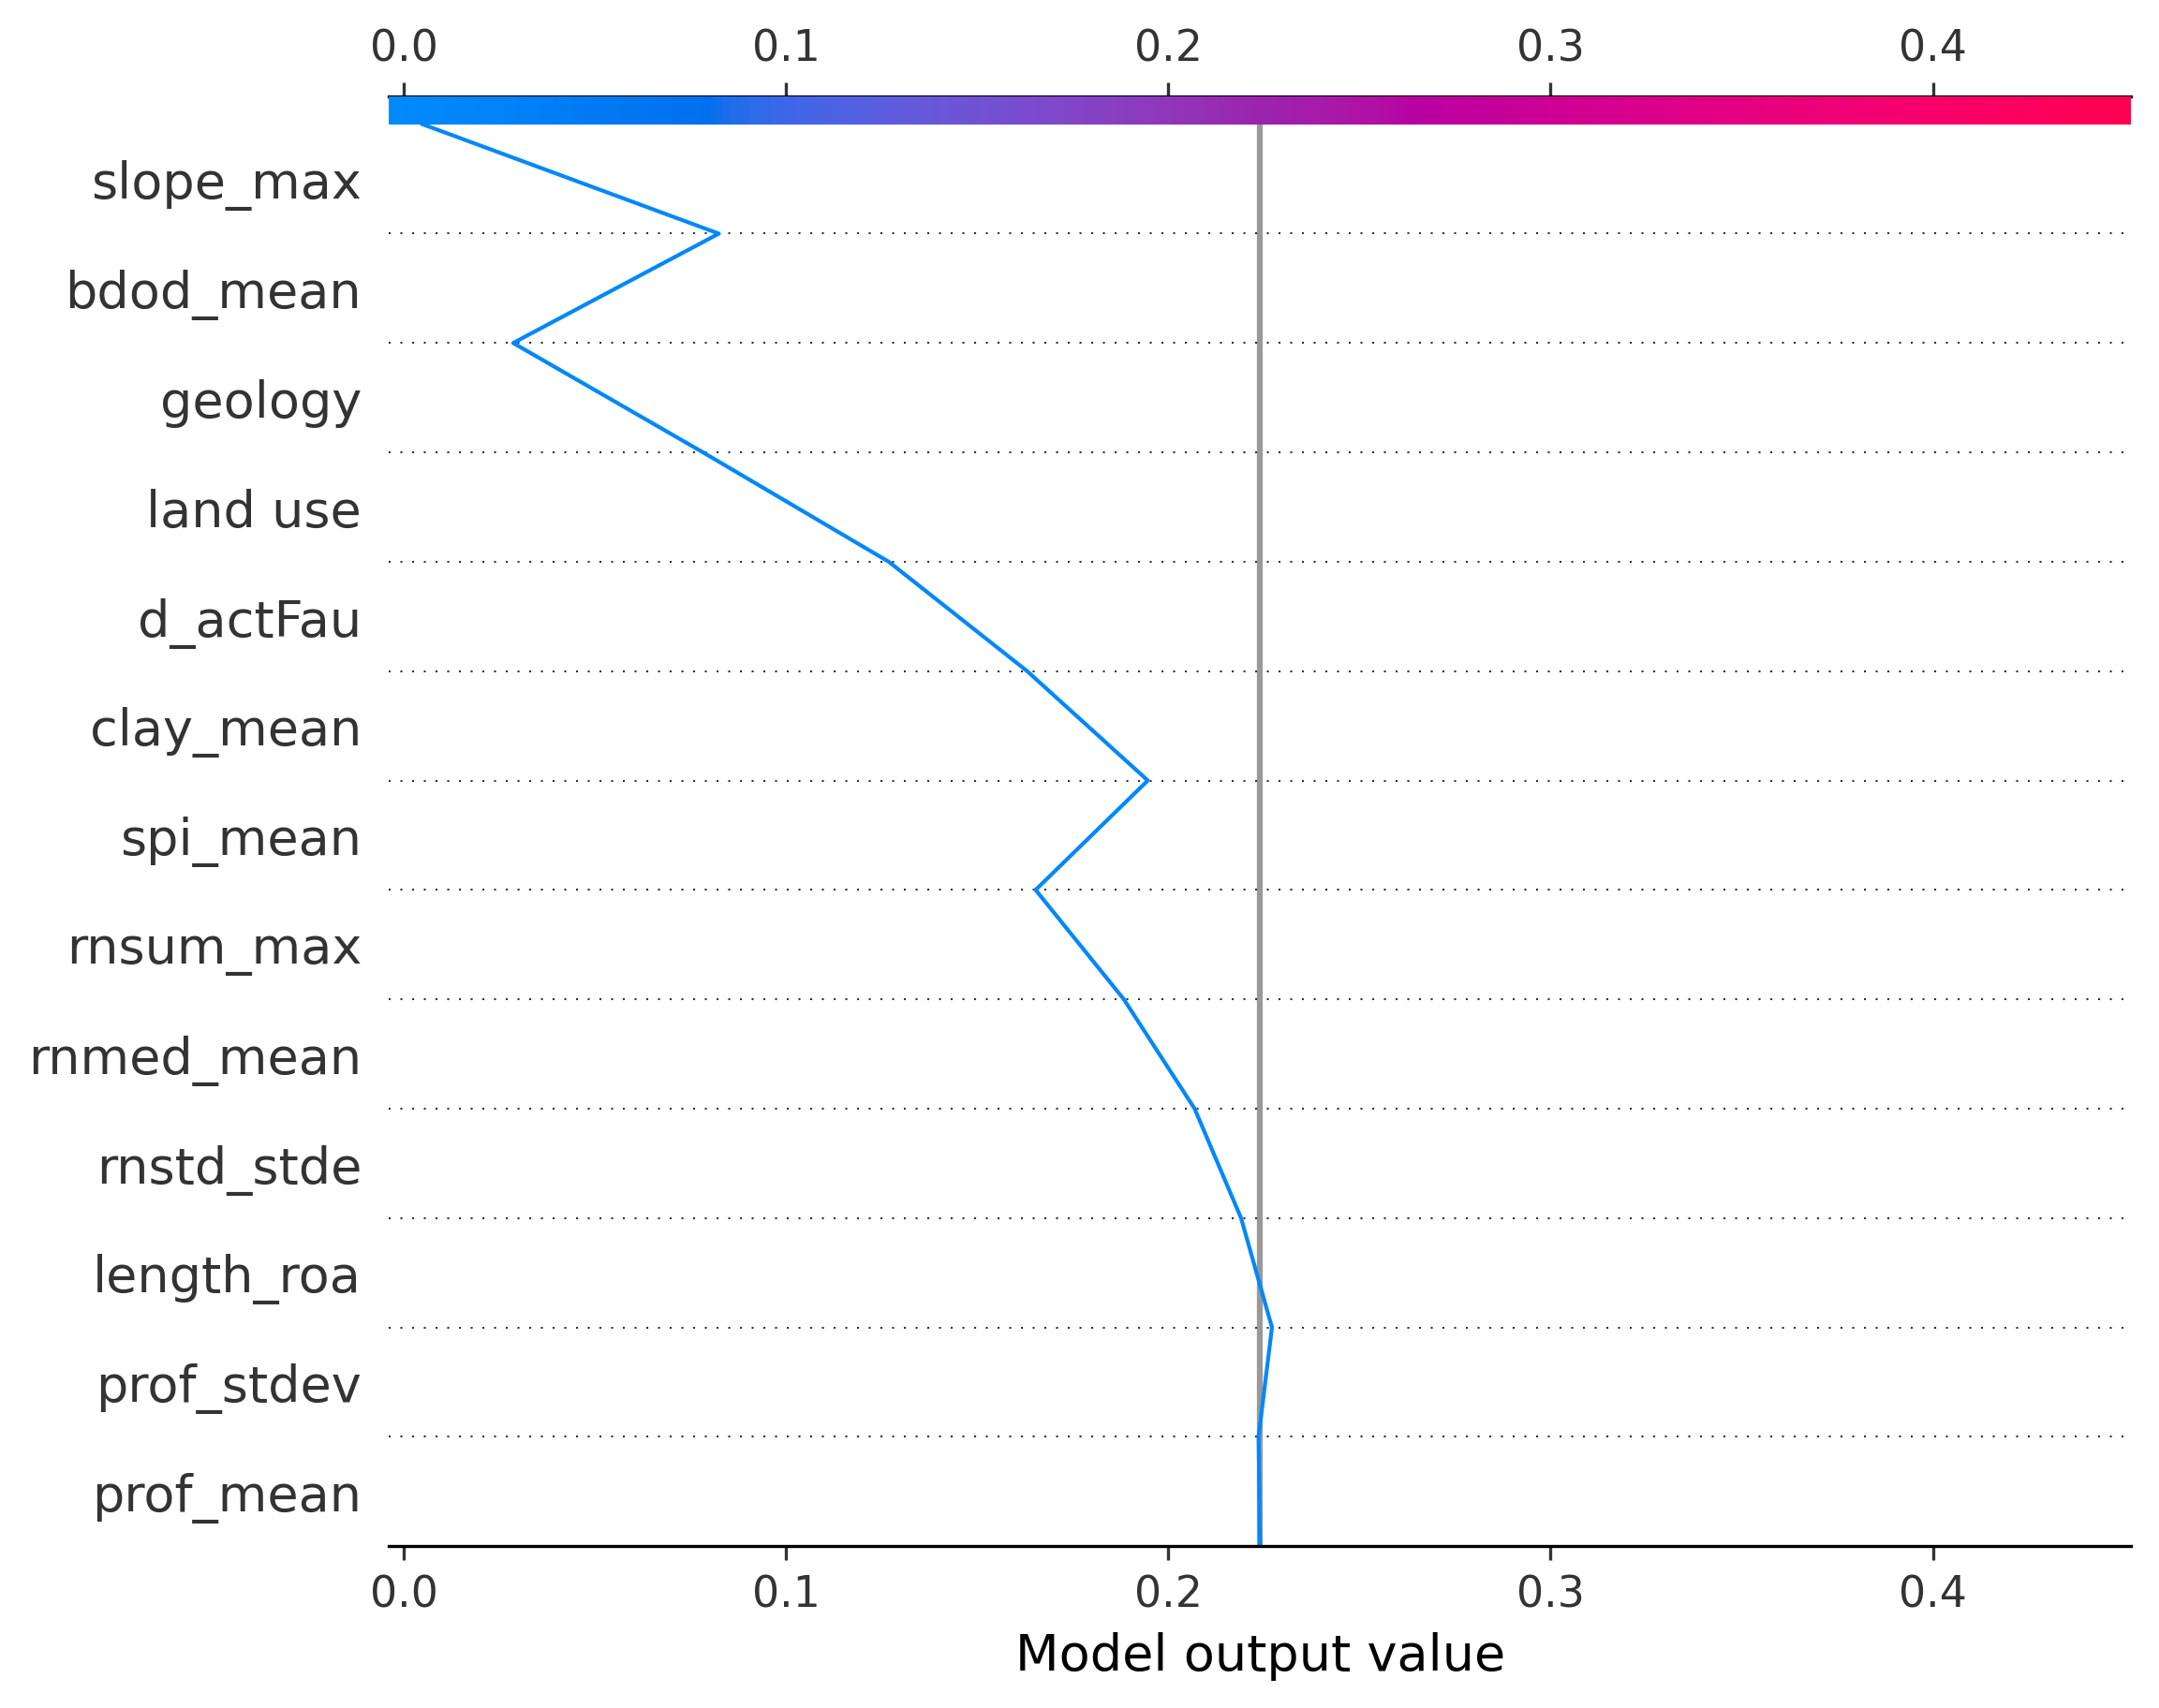 0.0 0.1 0.2 0.3 0.4
slope_max
bdod_mean
geology
land use
d_actFau
clay_mean
spi_mean
rnsum_max
rnmed_mean
rnstd_stde
length_roa
prof_stdev
prof_mean
0.0 0.1 0.2 0.3 0.4
Model output value